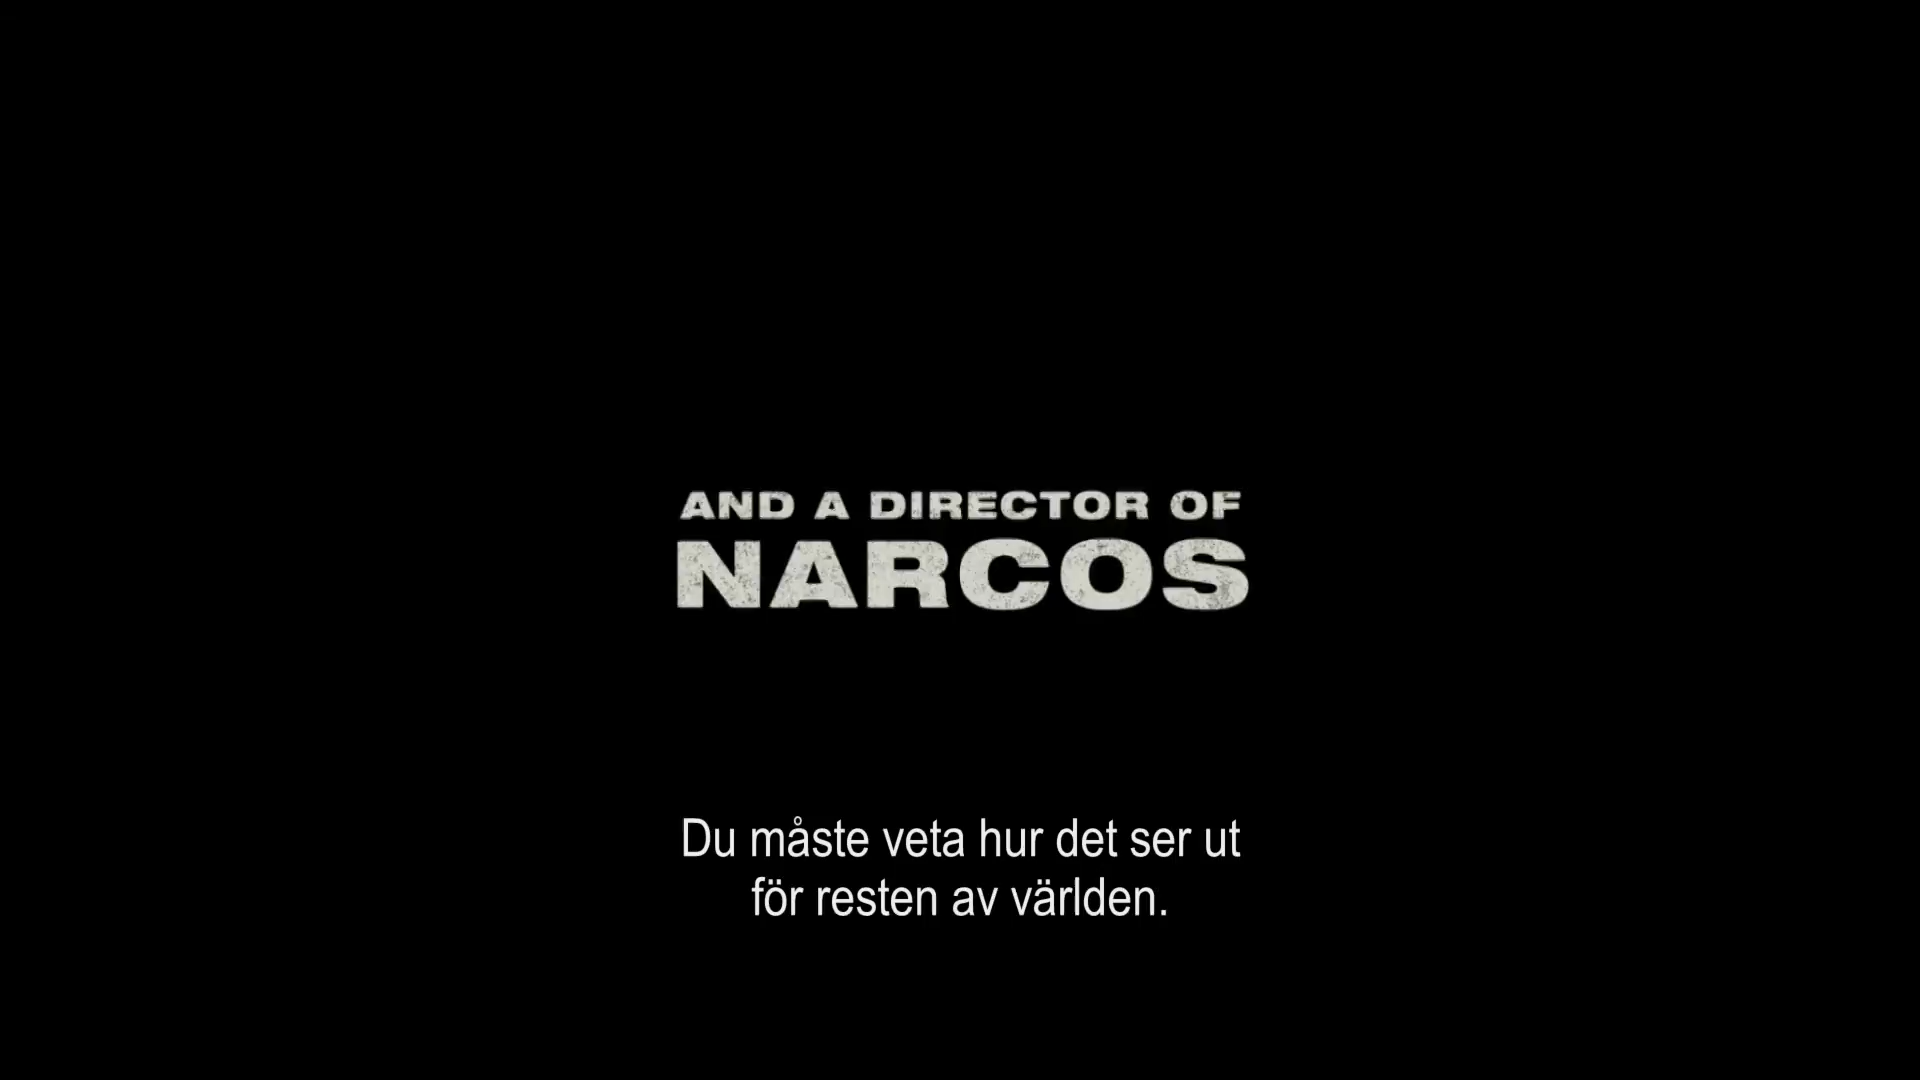 AND A DIRECTOR OF
NARCOS
Du måste veta hur det ser ut
för resten av världen.